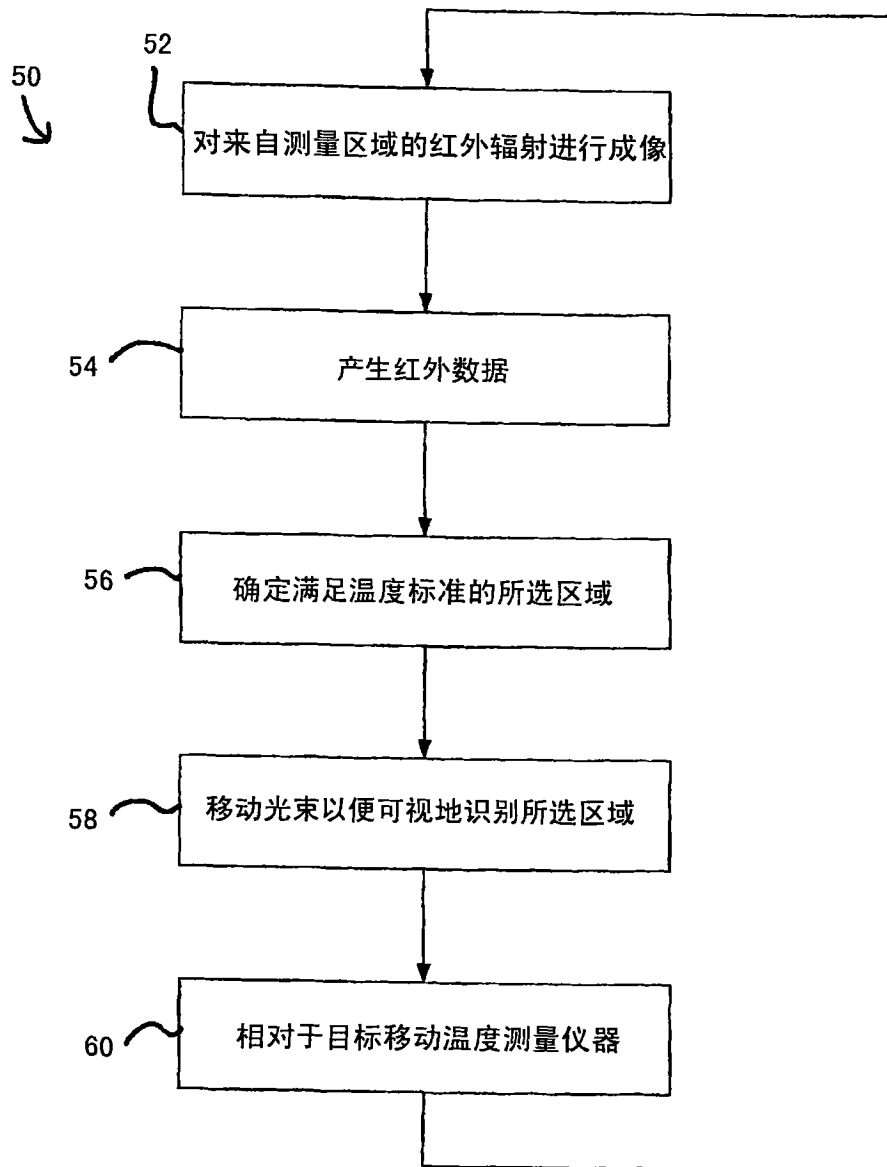 50
52
对来自测量区域的红外辐射进行成像
54
产生红外数据
56
确定满足温度标准的所选区域
58
移动光束以便可视地识别所选区域
60
相对于目标移动温度测量仪器